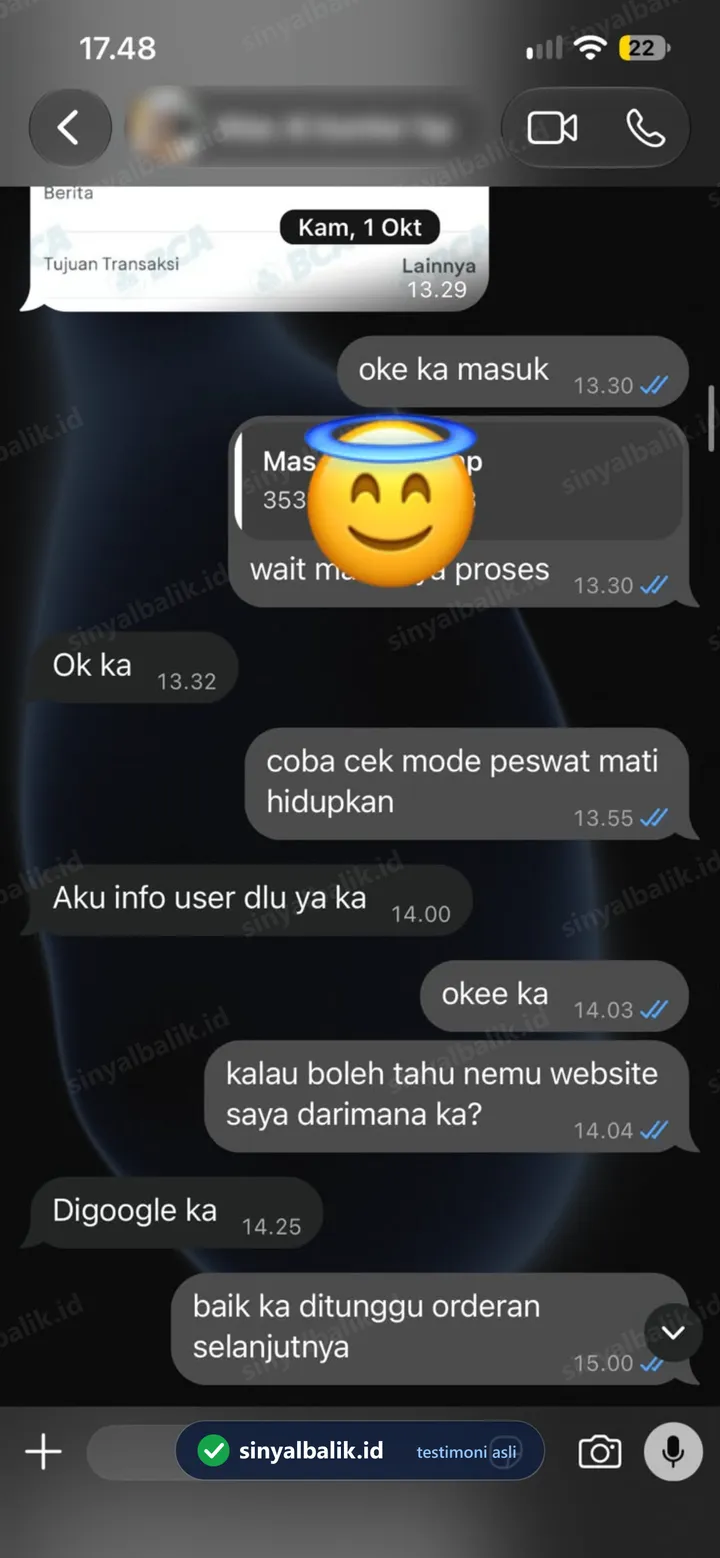 17.48
22
Berita
Kam, 1 Okt
Tujuan Transaksi
Lainnya
BCA
13.29
oke ka masuk
13.30
Mas
353
wait proses
13.30
Ok ka
13.32
coba cek mode peswat mati
hidupkan
13.55
Aku info user dlu ya ka
14.00
okee ka
14.03
kalau boleh tahu nemu website
saya darimana ka?
14.04
Digoogle ka
14.25
baik ka ditunggu orderan
selanjutnya
15.00
sinyalbalik.id testimoni asli
sinyalbalik.id